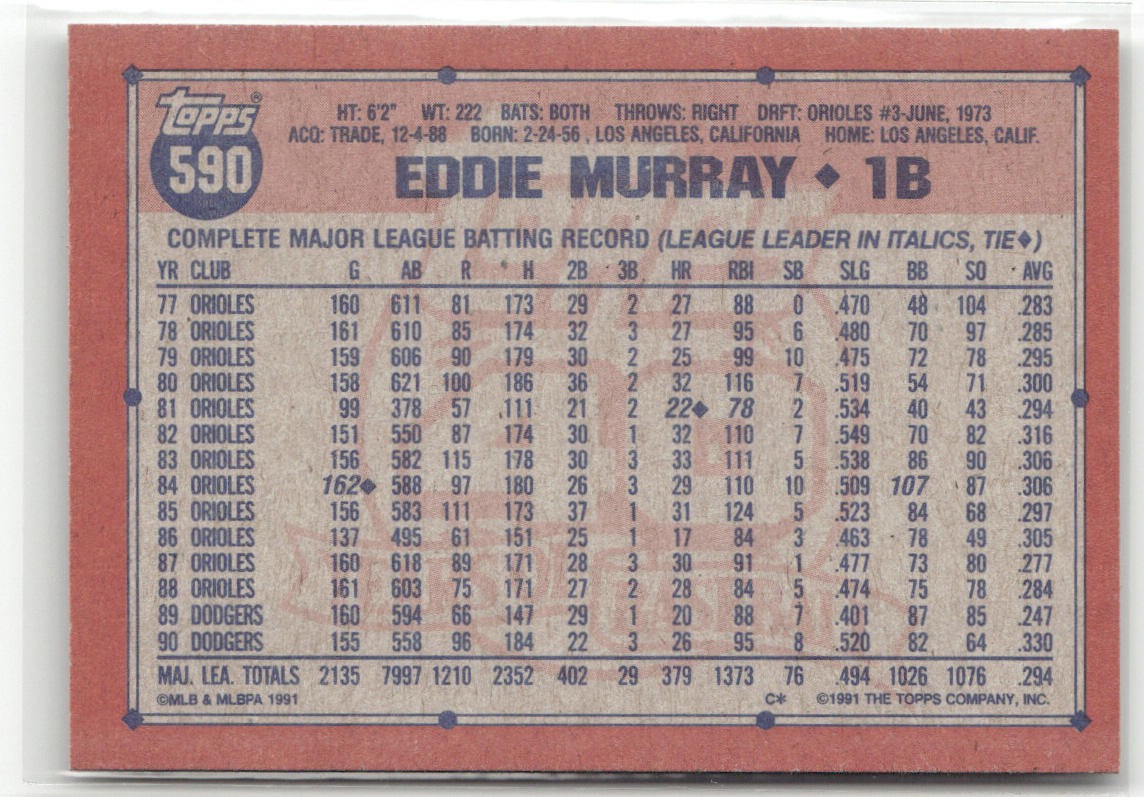 Topps®
590
HT: 6'2" WT: 222 BATS: BOTH THROWS: RIGHT DRFT: ORIOLES #3-JUNE, 1973
ACQ: TRADE, 12-4-88 BORN: 2-24-56 , LOS ANGELES, CALIFORNIA HOME: LOS ANGELES, CALIF.
EDDIE MURRAY ◆ 1B
COMPLETE MAJOR LEAGUE BATTING RECORD (LEAGUE LEADER IN ITALICS, TIE◆)
YR CLUB G AB R H 2B 3B HR RBI SB SLG BB SO AVG
77 ORIOLES 160 611 81 173 29 2 27 88 0 .470 48 104 .283
78 ORIOLES 161 610 85 174 32 3 27 95 6 .480 70 97 .285
79 ORIOLES 159 606 90 179 30 2 25 99 10 .475 72 78 .295
80 ORIOLES 158 621 100 186 36 2 32 116 7 .519 54 71 .300
81 ORIOLES 99 378 57 111 21 2 22◆ 78 2 .534 40 43 .294
82 ORIOLES 151 550 87 174 30 1 32 110 7 .549 70 82 .316
83 ORIOLES 156 582 115 178 30 3 33 111 5 .538 86 90 .306
84 ORIOLES 162◆ 588 97 180 26 3 29 110 10 .509 107 87 .306
85 ORIOLES 156 583 111 173 37 1 31 124 5 .523 84 68 .297
86 ORIOLES 137 495 61 151 25 1 17 84 3 .463 78 49 .305
87 ORIOLES 160 618 89 171 28 3 30 91 1 .477 73 80 .277
88 ORIOLES 161 603 75 171 27 2 28 84 5 .474 75 78 .284
89 DODGERS 160 594 66 147 29 1 20 88 7 .401 87 85 .247
90 DODGERS 155 558 96 184 22 3 26 95 8 .520 82 64 .330
MAJ. LEA. TOTALS 2135 7997 1210 2352 402 29 379 1373 76 .494 1026 1076 .294
©MLB & MLBPA 1991 C* ©1991 THE TOPPS COMPANY, INC.